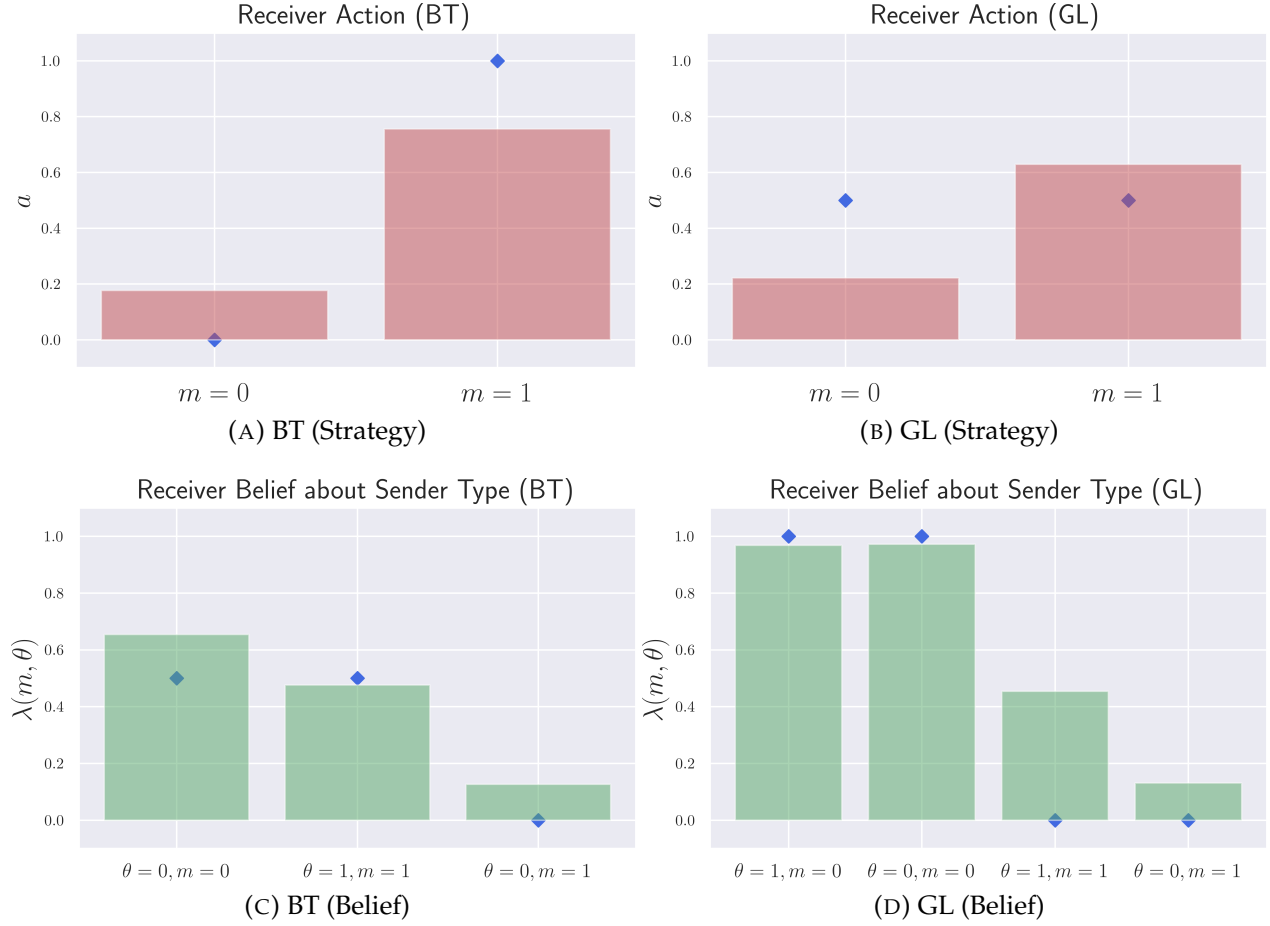 Receiver Action (BT)
1.0
0.8
0.6
0.4
0.2
0.0
a
m = 0
m = 1
(A) BT (Strategy)
Receiver Action (GL)
1.0
0.8
0.6
0.4
0.2
0.0
a
m = 0
m = 1
(B) GL (Strategy)
Receiver Belief about Sender Type (BT)
1.0
0.8
0.6
0.4
0.2
0.0
λ(m, θ)
θ = 0, m = 0
θ = 1, m = 1
θ = 0, m = 1
(C) BT (Belief)
Receiver Belief about Sender Type (GL)
1.0
0.8
0.6
0.4
0.2
0.0
λ(m, θ)
θ = 1, m = 0
θ = 0, m = 0
θ = 1, m = 1
θ = 0, m = 1
(D) GL (Belief)